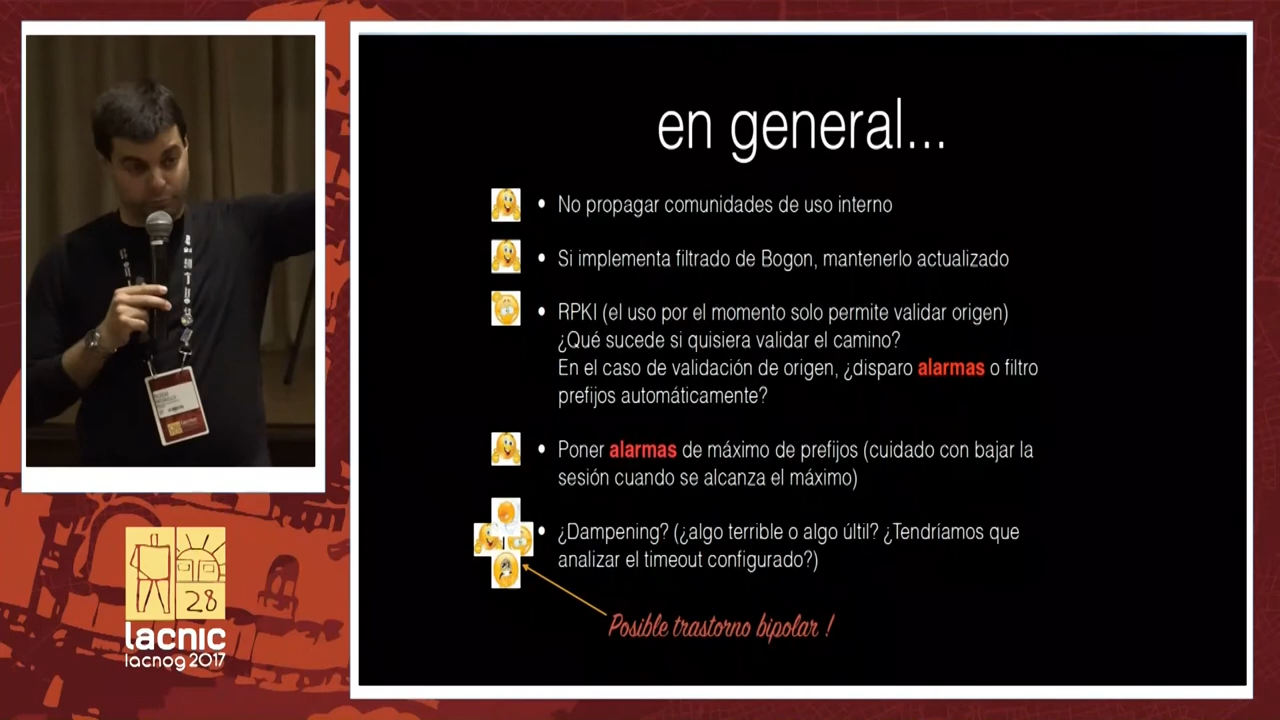 en general...
• No propagar comunidades de uso interno
• Si implementa filtrado de Bogon, mantenerlo actualizado
• RPKI (el uso por el momento solo permite validar origen)
¿Qué sucede si quisiera validar el camino?
En el caso de validación de origen, ¿disparo alarmas o filtro
prefijos automáticamente?
• Poner alarmas de máximo de prefijos (cuidado con bajar la
sesión cuando se alcanza el máximo)
• ¿Dampening? (¿algo terrible o algo últil? ¿Tendríamos que
analizar el timeout configurado?)
Posible trastorno bipolar !
28
lacnic
lacnog 2017